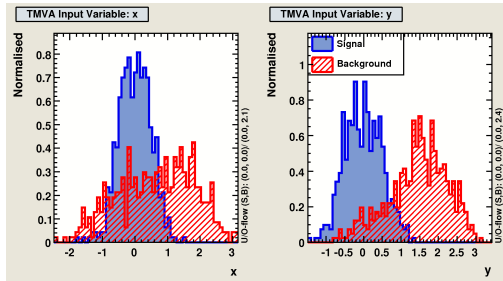 TMVA Input Variable: x
Normalised
0.8
0.7
0.6
0.5
0.4
0.3
0.2
0.1
0
-2 -1 0 1 2 3
x
U/O-flow (S,B): (0.0, 0.0)/ (0.0, 2.1)
TMVA Input Variable: y
Normalised
Signal
Background
1
0.8
0.6
0.4
0.2
0
-1 -0.5 0 0.5 1 1.5 2 2.5 3
y
U/O-flow (S,B): (0.0, 0.0)/ (0.0, 2.4)